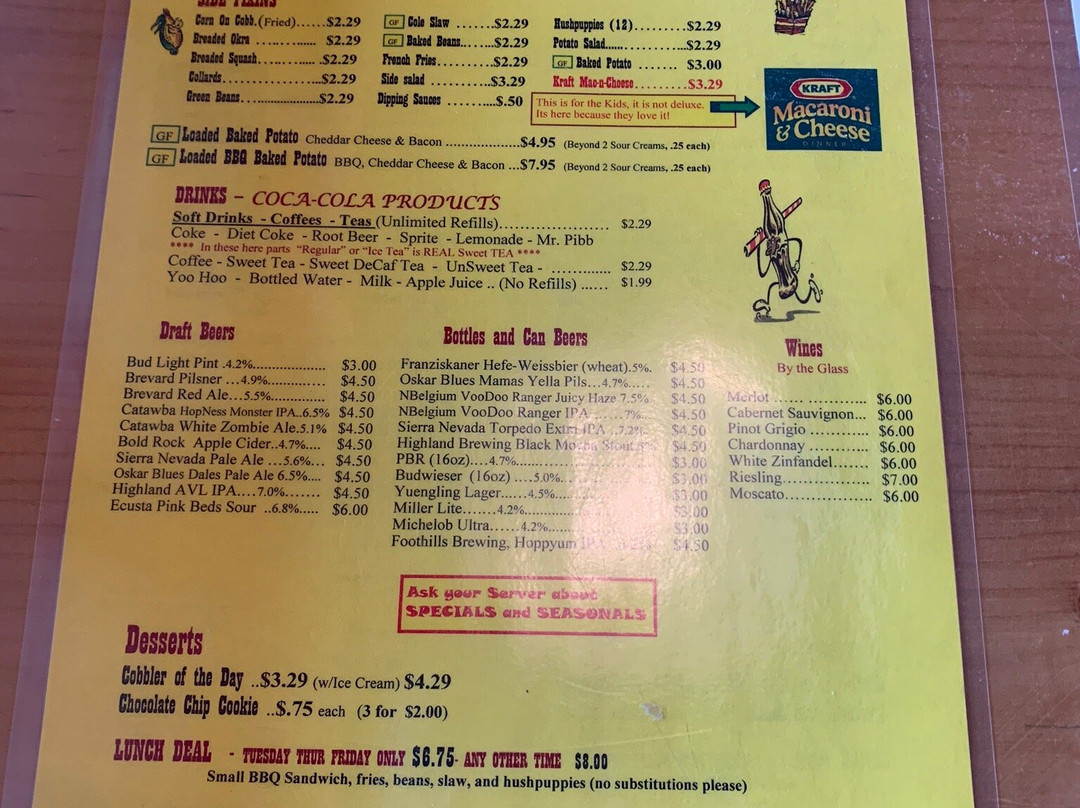 SIDE FIXINS
Corn On Cobb.(Fried)......$2.29
Breaded Okra .............. $2.29
Breaded Squash............. .$2.29
Collards......................$2.29
Green Beans......................$2.29
GF Cole Slaw .......$2.29
GF Baked Beans.......$2.29
French Fries..............$2.29
Side salad ..............$3.29
Dipping Sauces .........$.50
Hushpuppies (12)..........$2.29
Potato Salad.................$2.29
GF Baked Potato ....... $3.00
Kraft Mac-n-Cheese............$3.29
This is for the Kids, it is not deluxe.
Its here because they love it!
KRAFT
Macaroni
& Cheese
DINNER
GF Loaded Baked Potato Cheddar Cheese & Bacon ....................$4.95 (Beyond 2 Sour Creams, .25 each)
GF Loaded BBQ Baked Potato BBQ, Cheddar Cheese & Bacon ...$7.95 (Beyond 2 Sour Creams, .25 each)
DRINKS – COCA-COLA PRODUCTS
Soft Drinks - Coffees - Teas (Unlimited Refills)............................ $2.29
Coke - Diet Coke - Root Beer - Sprite - Lemonade - Mr. Pibb
**** In these here parts "Regular" or "Ice Tea" is REAL Sweet TEA ****
Coffee - Sweet Tea - Sweet DeCaf Tea - UnSweet Tea - ............. $2.29
Yoo Hoo - Bottled Water - Milk - Apple Juice .. (No Refills) ...... $1.99
Draft Beers
Bud Light Pint .4.2%...................... $3.00
Brevard Pilsner ...4.9%.............. $4.50
Brevard Red Ale...5.5%.............. $4.50
Catawba HopNess Monster IPA..6.5% $4.50
Catawba White Zombie Ale.5.1% $4.50
Bold Rock Apple Cider..4.7%.... $4.50
Sierra Nevada Pale Ale ...5.6%... $4.50
Oskar Blues Dales Pale Ale 6.5%.... $4.50
Highland AVL IPA....7.0%....... $4.50
Ecusta Pink Beds Sour ..6.8%..... $6.00
Bottles and Can Beers
Franziskaner Hefe-Weissbier (wheat).5%. $4.50
Oskar Blues Mamas Yella Pils...4.7%..... $4.50
NBelgium VooDoo Ranger Juicy Haze 7.5% $4.50
NBelgium VooDoo Ranger IPA ......7%.. $4.50
Sierra Nevada Torpedo Extra IPA ..7.2%.. $4.50
Highland Brewing Black Mocha Stout $4.50
PBR (16oz)....4.7%................ $3.00
Budwieser (16oz) ....5.0%....... $3.00
Yuengling Lager......4.5%........ $3.00
Miller Lite.......4.2%............... $3.00
Michelob Ultra......4.2%........... $3.00
Foothills Brewing, Hoppyum IPA $4.50
Wines
By the Glass
Merlot ...................... $6.00
Cabernet Sauvignon... $6.00
Pinot Grigio ............ $6.00
Chardonnay ............. $6.00
White Zinfandel....... $6.00
Riesling.................... $7.00
Moscato.................... $6.00
Ask your Server about
SPECIALS and SEASONALS
Desserts
Cobbler of the Day ..$3.29 (w/Ice Cream) $4.29
Chocolate Chip Cookie ..$.75 each (3 for $2.00)
LUNCH DEAL - TUESDAY THUR FRIDAY ONLY $6.75- ANY OTHER TIME $8.00
Small BBQ Sandwich, fries, beans, slaw, and hushpuppies (no substitutions please)